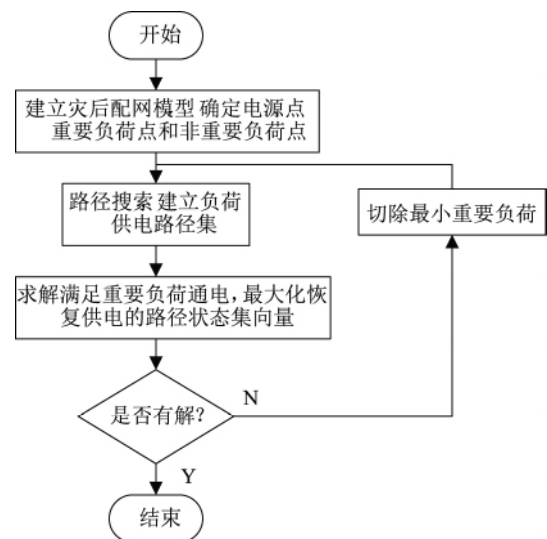 开始
建立灾后配网模型 确定电源点
重要负荷点和非重要负荷点
路径搜索 建立负荷
供电路径集
切除最小重要负荷
求解满足重要负荷通电，最大化恢
复供电的路径状态集向量
是否有解?
N
Y
结束